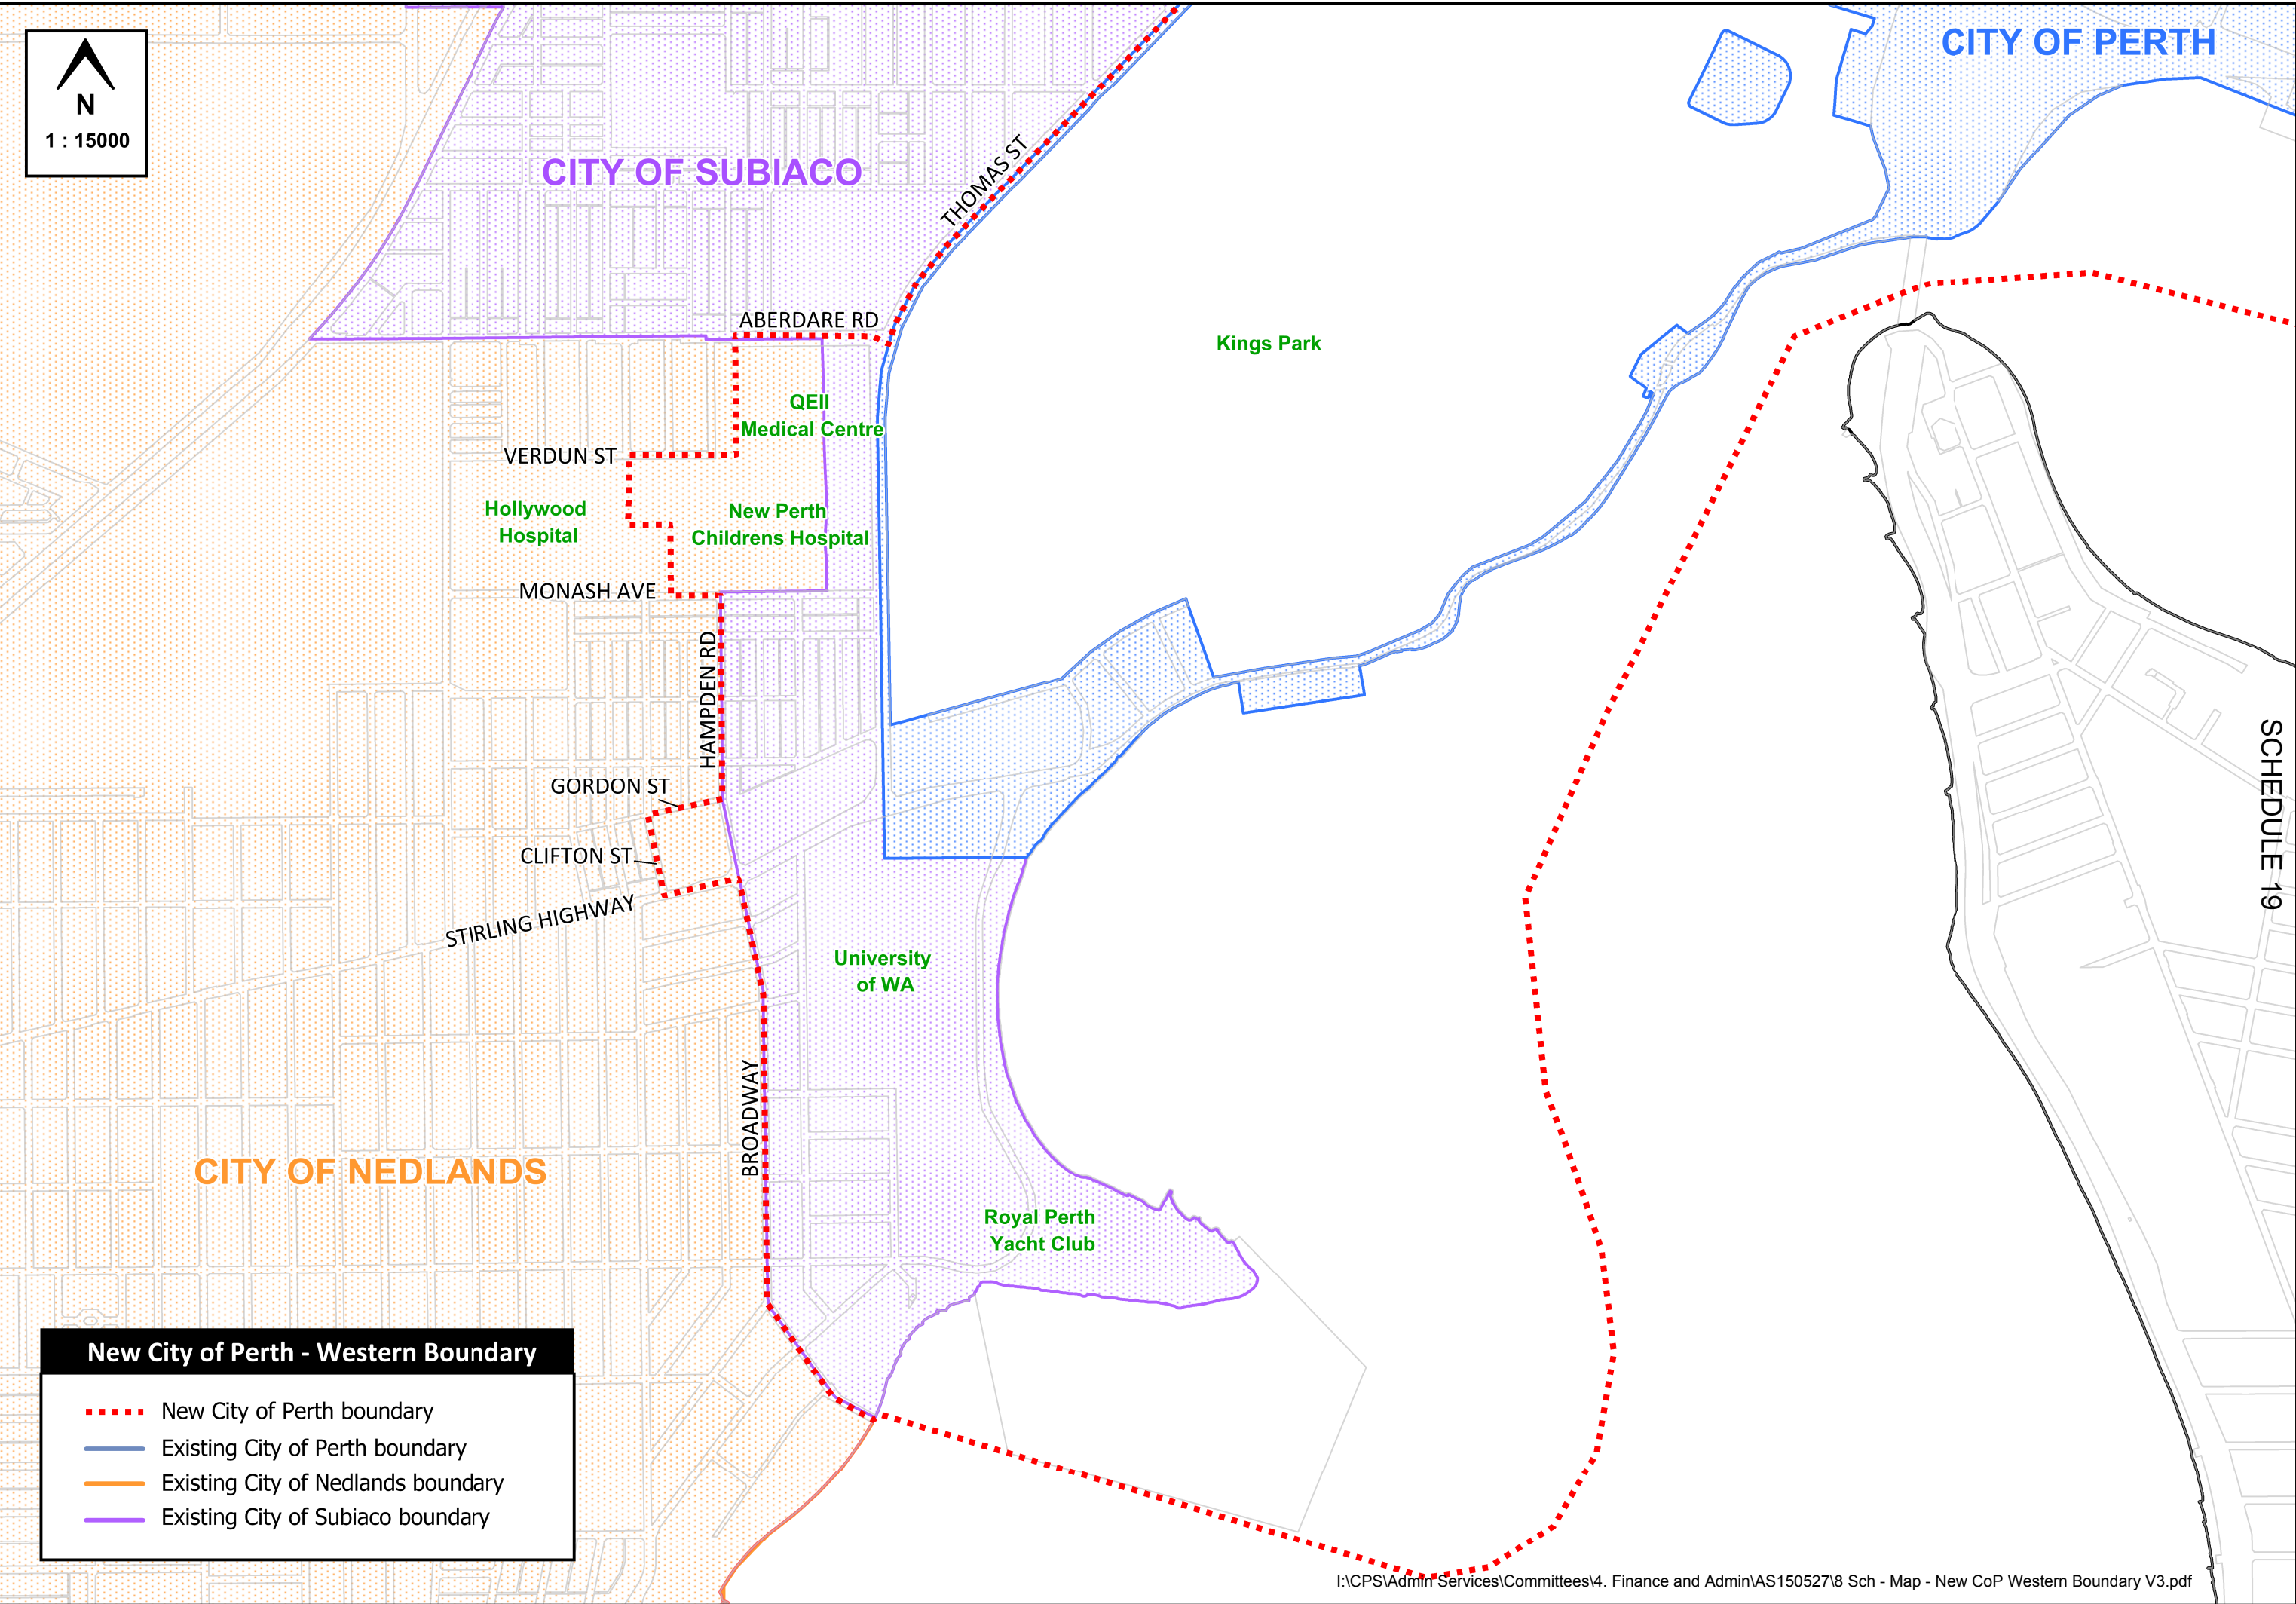 CITY OF PERTH
N
1 : 15000
CITY OF SUBIACO
THOMAS ST
ABERDARE RD
Kings Park
QEII
Medical Centre
VERDUN ST
Hollywood
Hospital
New Perth
Childrens Hospital
MONASH AVE
HAMPDEN RD
GORDON ST
CLIFTON ST
STIRLING HIGHWAY
SCHEDULE 19
University
of WA
BROADWAY
CITY OF NEDLANDS
Royal Perth
Yacht Club
New City of Perth - Western Boundary
New City of Perth boundary
Existing City of Perth boundary
Existing City of Nedlands boundary
Existing City of Subiaco boundary
I:\CPS\Admin Services\Committees\4. Finance and Admin\AS150527\8 Sch - Map - New CoP Western Boundary V3.pdf